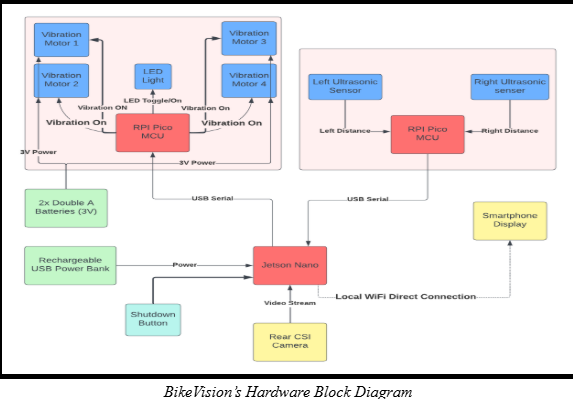 Vibration
Motor 1
Vibration
Motor 3
Vibration
Motor 2
LED
Light
Vibration
Motor 4
Vibration ON
LED Toggle/On
Vibration On
Vibration On
Vibration On
RPI Pico
MCU
3V Power
3V Power
Left Ultrasonic
Sensor
Right Ultrasonic
senser
Left Distance
RPI Pico
MCU
Right Distance
2x Double A
Batteries (3V)
USB Serial
USB Serial
Smartphone
Display
Rechargeable
USB Power Bank
Power
Jetson Nano
Local WiFi Direct Connection
Shutdown
Button
Video Stream
Rear CSI
Camera
BikeVision's Hardware Block Diagram